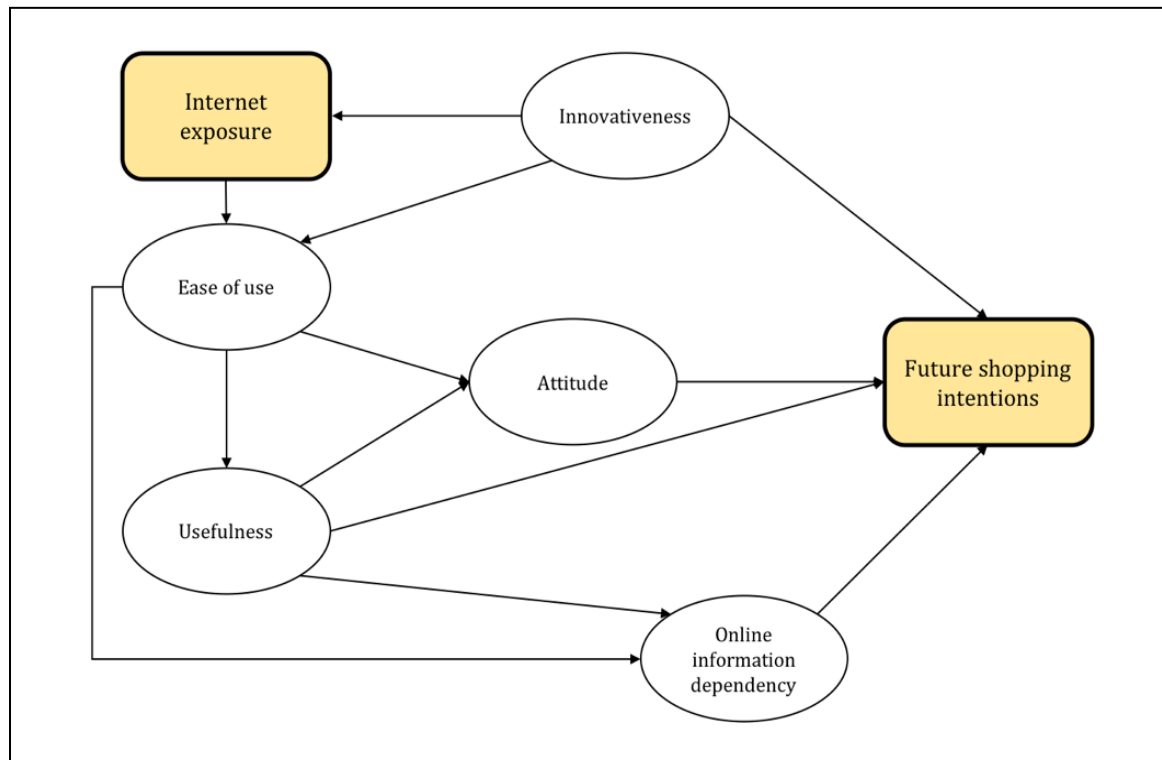 Internet
exposure
Innovativeness
Ease of use
Attitude
Future shopping
intentions
Usefulness
Online
information
dependency